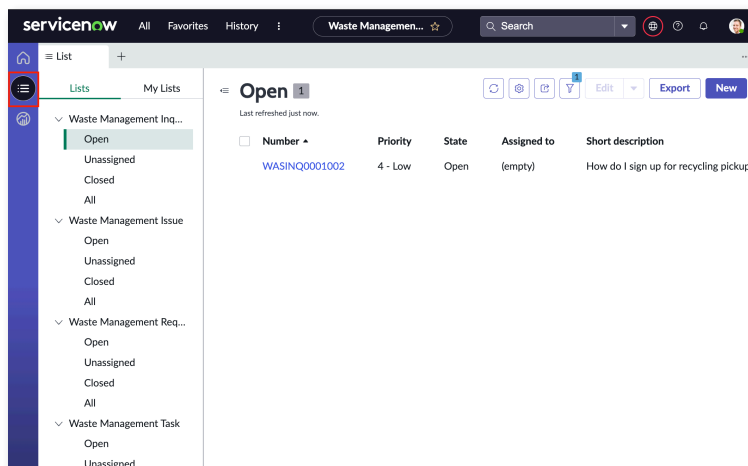 servicenow All Favorites History Waste Managemen... Search
List
Lists My Lists
Waste Management Inq...
Open
Unassigned
Closed
All
Waste Management Issue
Open
Unassigned
Closed
All
Waste Management Req...
Open
Unassigned
Closed
All
Waste Management Task
Open
Unassigned
Open 1
Last refreshed just now.
1
Edit Export New
Number Priority State Assigned to Short description
WASINQ0001002 4 - Low Open (empty) How do I sign up for recycling pickup